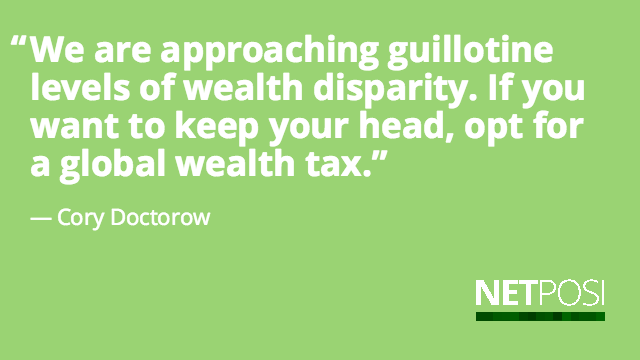 “We are approaching guillotine
levels of wealth disparity. If you
want to keep your head, opt for
a global wealth tax.”
— Cory Doctorow
NETPOSI